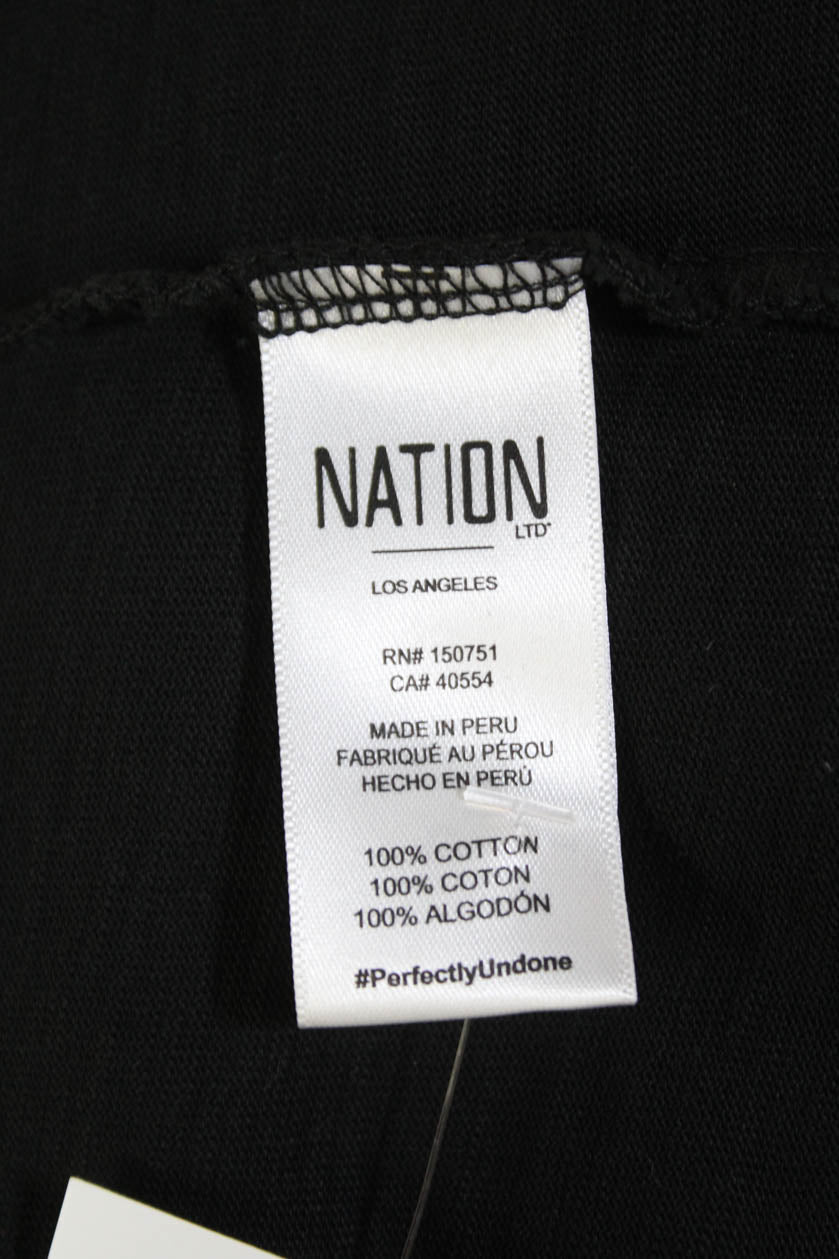 NATION
LTD
LOS ANGELES
RN# 150751
CA# 40554
MADE IN PERU
FABRIQUÉ AU PÉROU
HECHO EN PERÚ
100% COTTON
100% COTON
100% ALGODÓN
#PerfectlyUndone